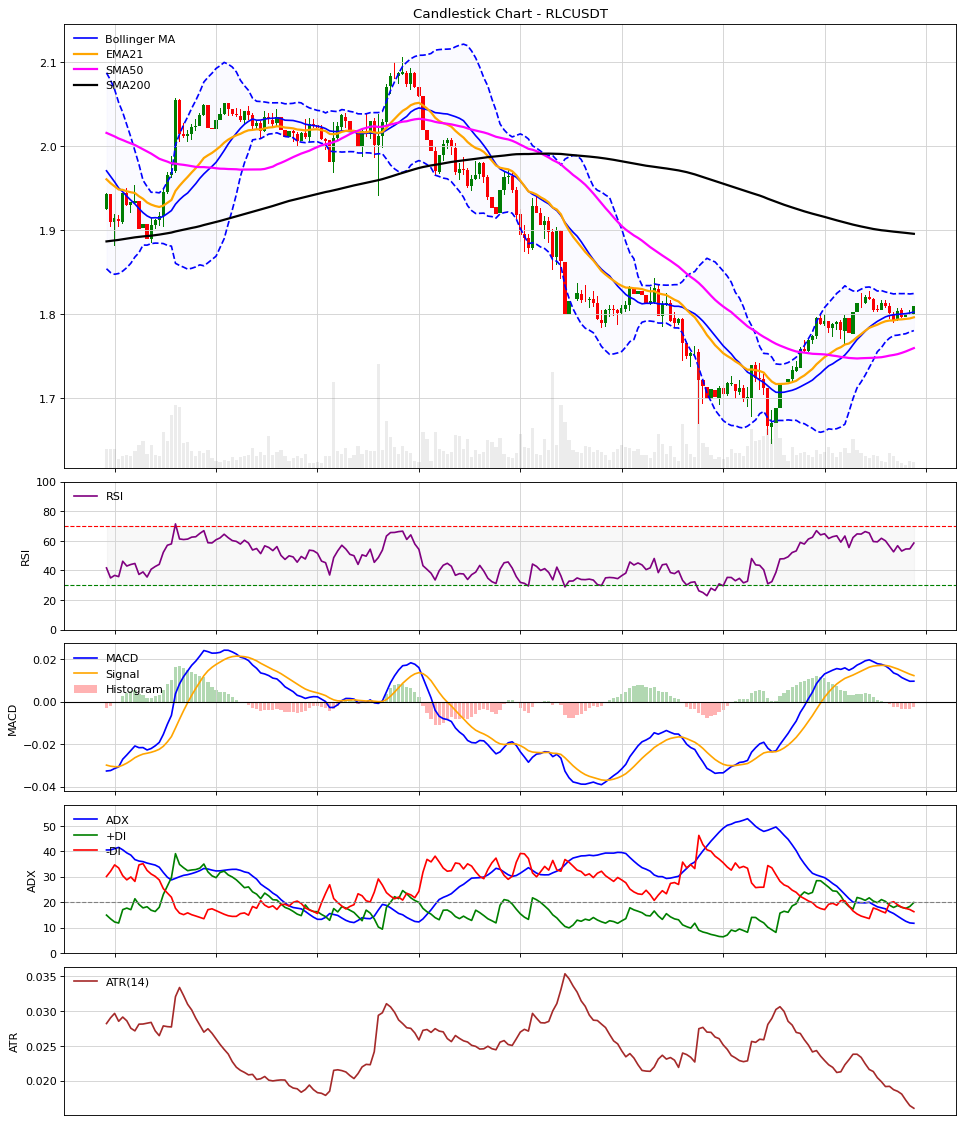 Candlestick Chart - RLCUSDT
Bollinger MA
EMA21
SMA50
SMA200
2.1
2.0
1.9
1.8
1.7
RSI
100
80
60
40
20
0
RSI
MACD
Signal
Histogram
0.02
0.00
−0.02
−0.04
MACD
ADX
+DI
-DI
50
40
30
20
10
0
ADX
ATR(14)
0.035
0.030
0.025
0.020
ATR